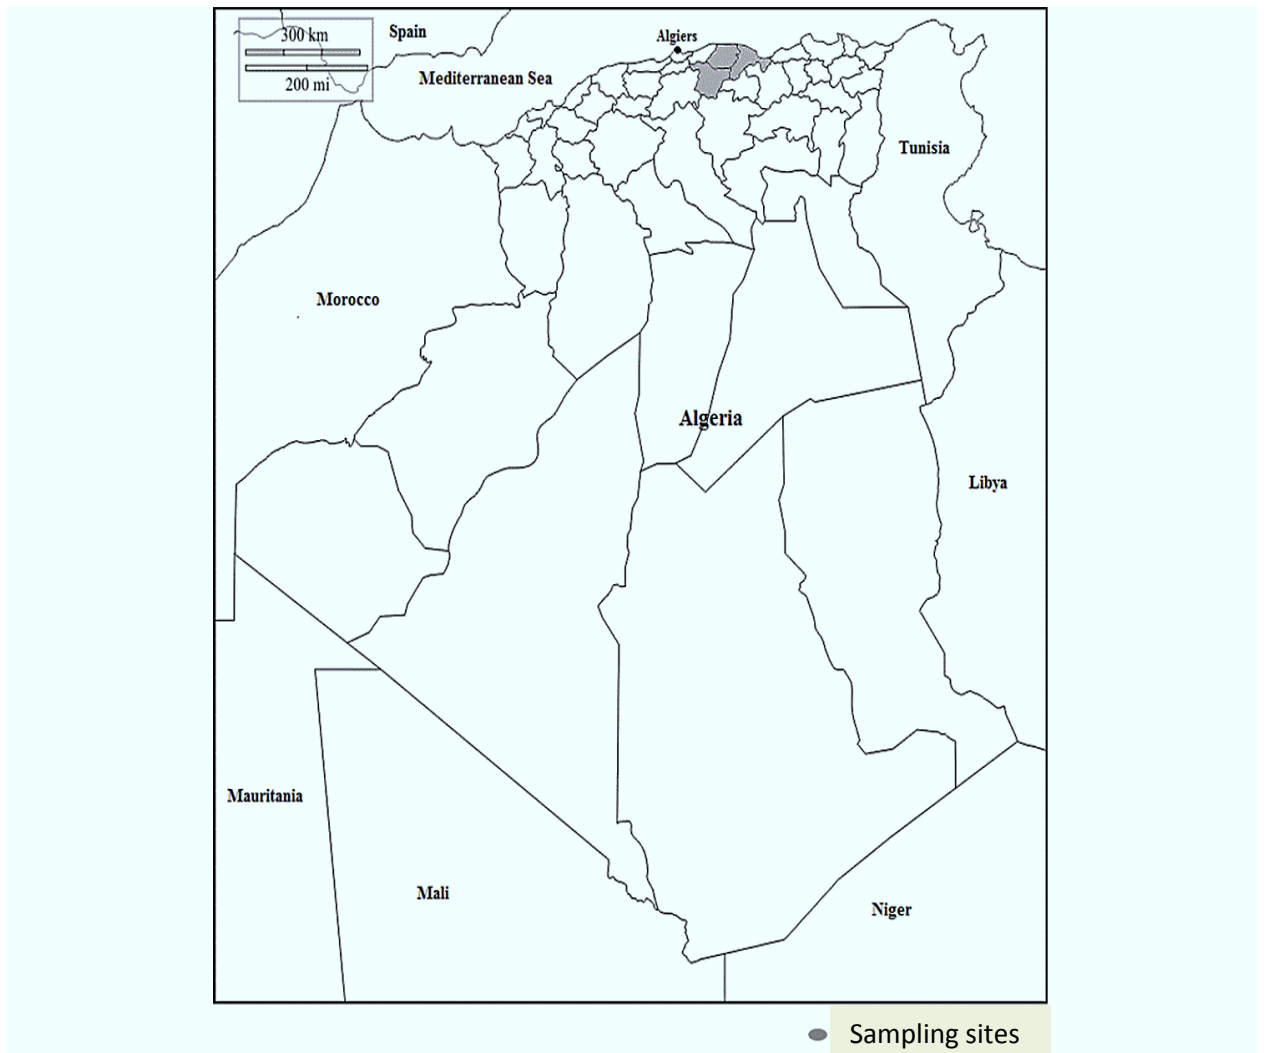 Spain
300 km
Algiers
Mediterranean Sea
200 mi
Tunisia
Morocco
Algeria
Libya
Mauritania
Mali
Niger
Sampling sites